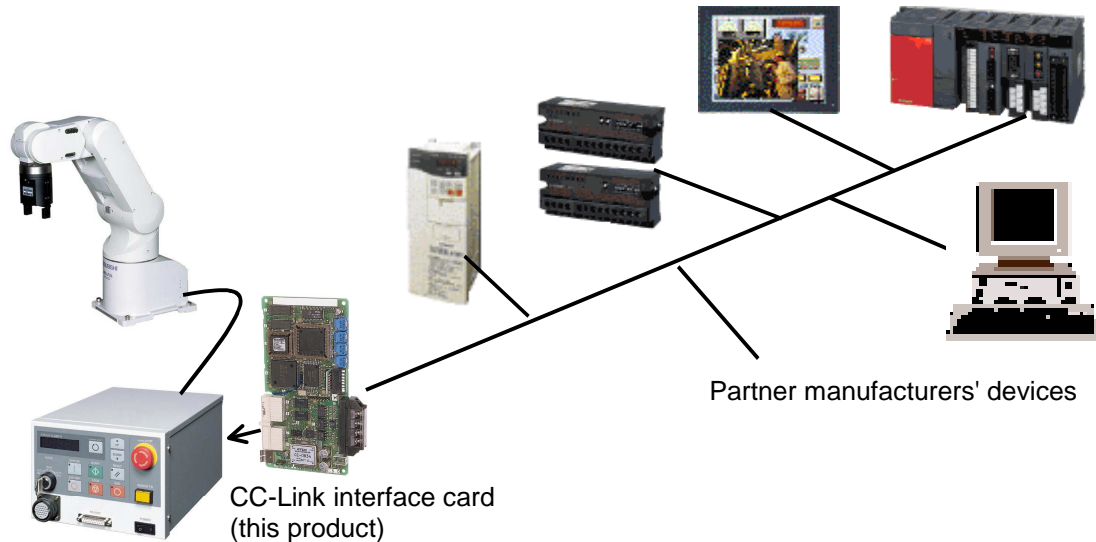 Partner manufacturers' devices
CC-Link interface card
(this product)